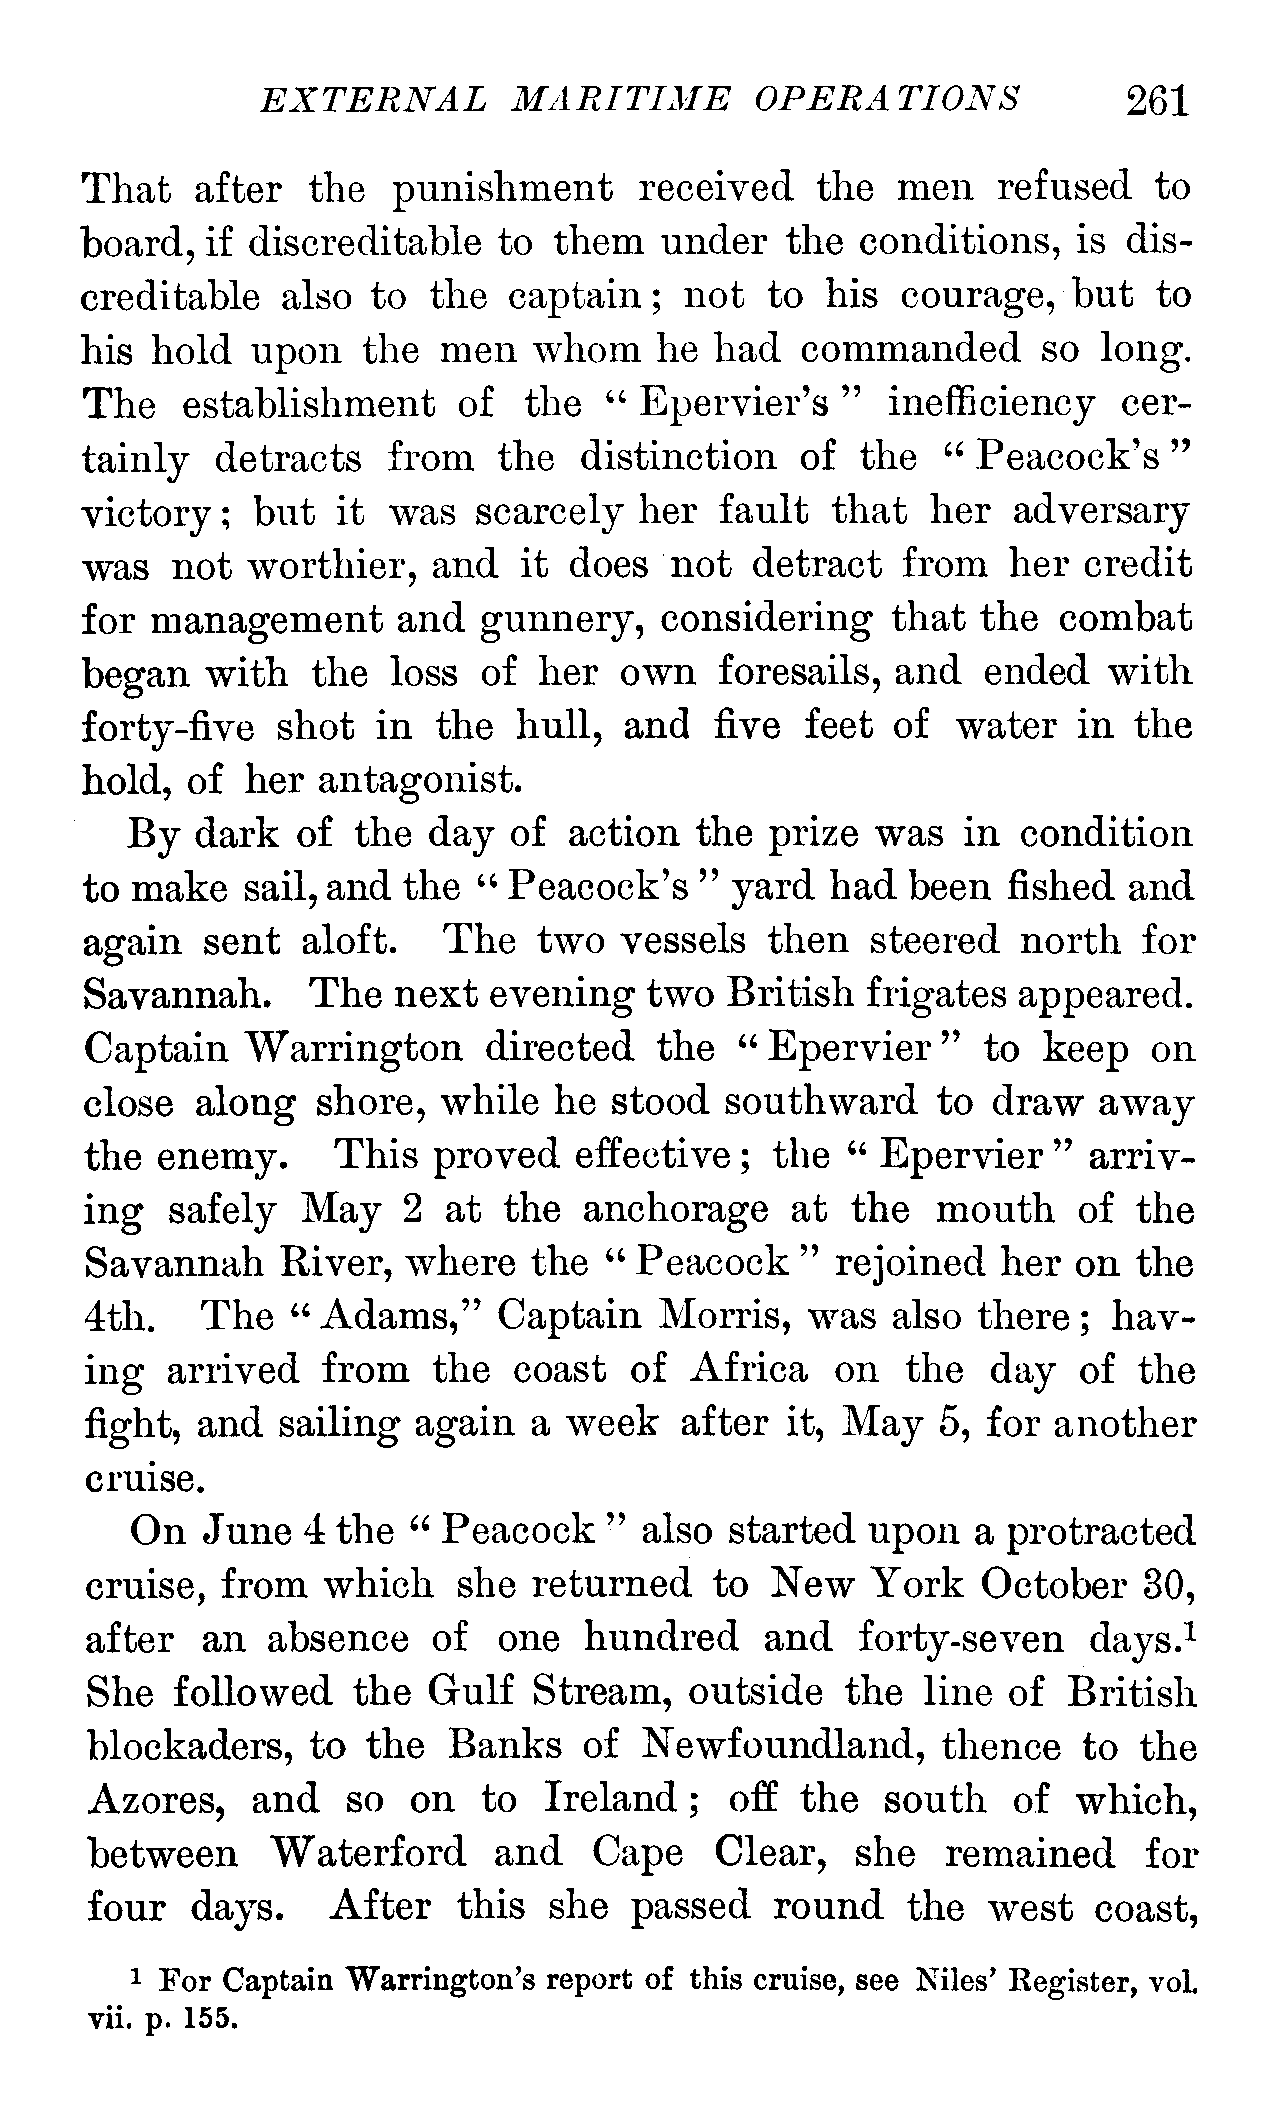 EXTERNAL MARITIME OPERATIONS 261
That after the punishment received the men refused to
board, if discreditable to them under the conditions, is dis-
creditable also to the captain; not to his courage, but to
his hold upon the men whom he had commanded so long.
The establishment of the “ Epervier’s ” inefficiency cer-
tainly detracts from the distinction of the “ Peacock’s ”
victory; but it was scarcely her fault that her adversary
was not worthier, and it does not detract from her credit
for management and gunnery, considering that the combat
began with the loss of her own foresails, and ended with
forty-five shot in the hull, and five feet of water in the
hold, of her antagonist.
By dark of the day of action the prize was in condition
to make sail, and the “ Peacock’s ” yard had been fished and
again sent aloft. The two vessels then steered north for
Savannah. The next evening two British frigates appeared.
Captain Warrington directed the “ Epervier ” to keep on
close along shore, while he stood southward to draw away
the enemy. This proved effective; the “ Epervier ” arriv-
ing safely May 2 at the anchorage at the mouth of the
Savannah River, where the “ Peacock ” rejoined her on the
4th. The “ Adams,” Captain Morris, was also there; hav-
ing arrived from the coast of Africa on the day of the
fight, and sailing again a week after it, May 5, for another
cruise.
On June 4 the “ Peacock ” also started upon a protracted
cruise, from which she returned to New York October 30,
after an absence of one hundred and forty-seven days.¹
She followed the Gulf Stream, outside the line of British
blockaders, to the Banks of Newfoundland, thence to the
Azores, and so on to Ireland; off the south of which,
between Waterford and Cape Clear, she remained for
four days. After this she passed round the west coast,
¹ For Captain Warrington’s report of this cruise, see Niles’ Register, vol.
vii. p. 155.